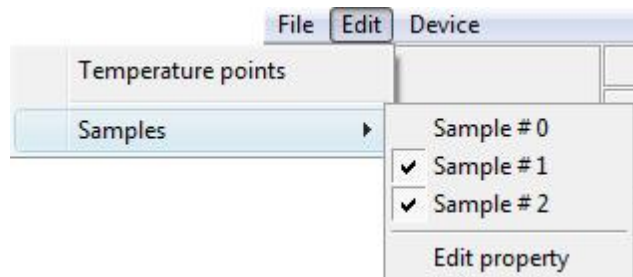 File Edit Device
Temperature points
Samples
Sample # 0
Sample # 1
Sample # 2
Edit property